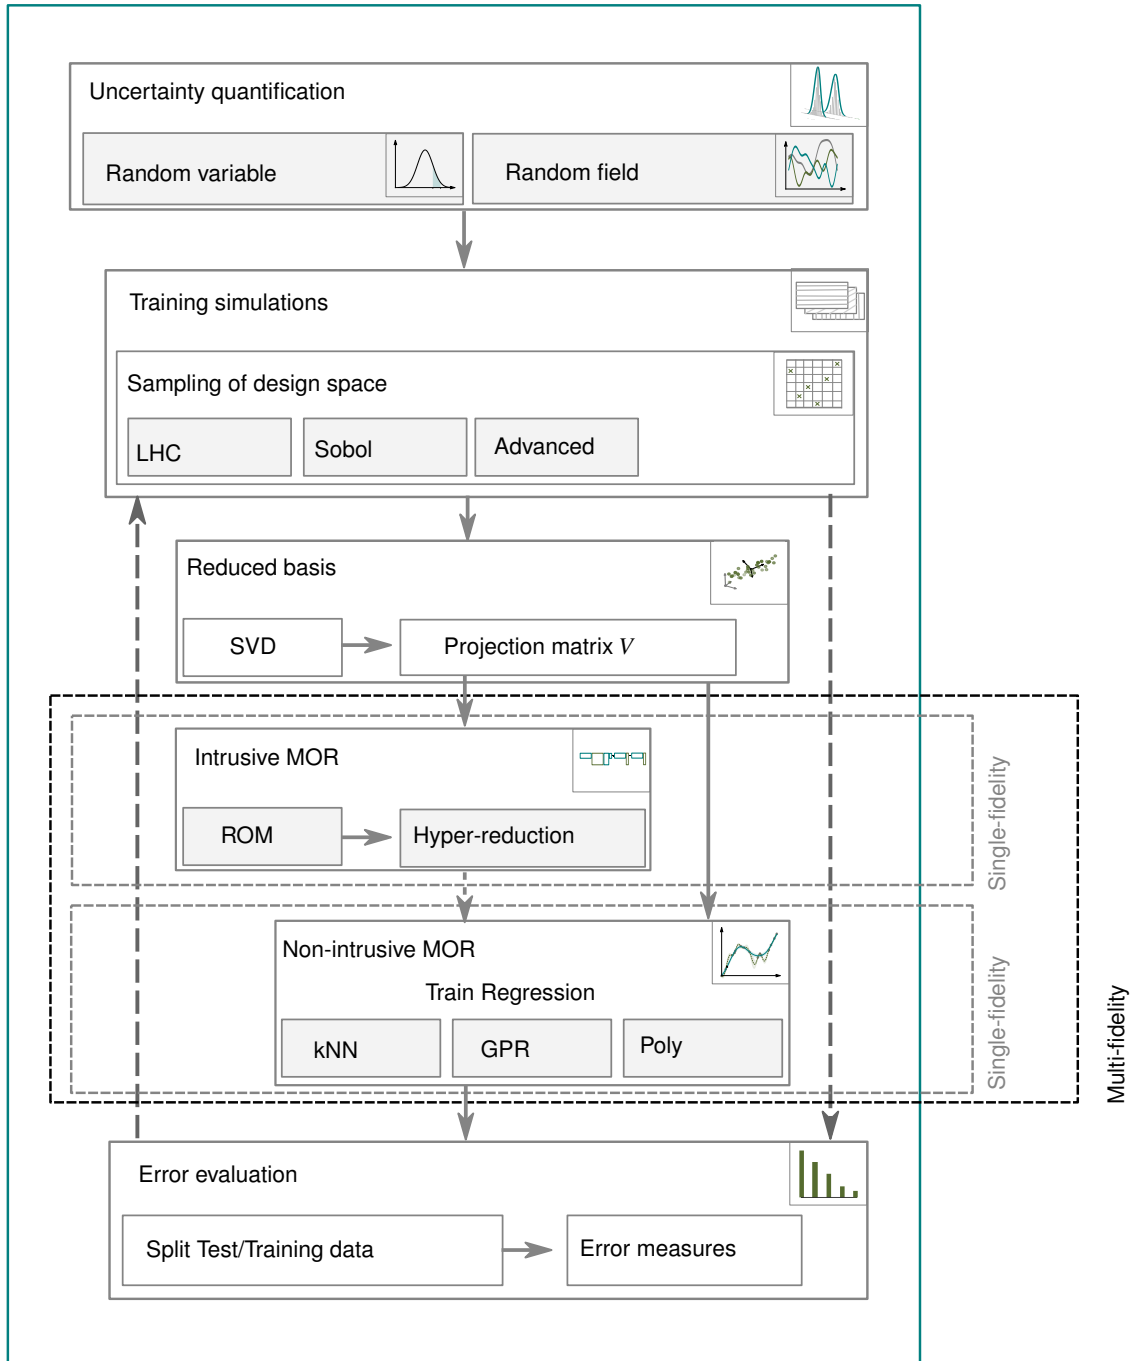 Uncertainty quantification
Random variable
Random field
Training simulations
Sampling of design space
LHC
Sobol
Advanced
Reduced basis
SVD
Projection matrix V
Intrusive MOR
ROM
Hyper-reduction
Single-fidelity
Non-intrusive MOR
Train Regression
kNN
GPR
Poly
Single-fidelity
Multi-fidelity
Error evaluation
Split Test/Training data
Error measures